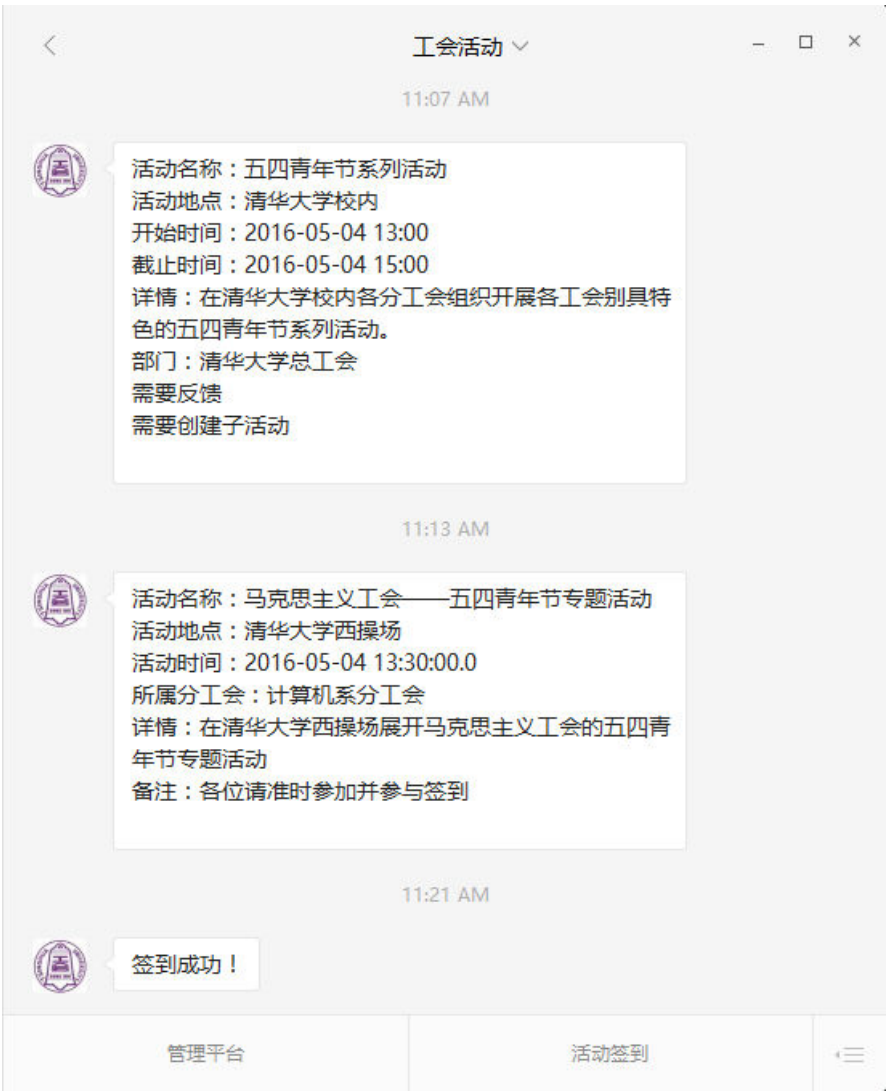 工会活动
11:07 AM
活动名称：五四青年节系列活动
活动地点：清华大学校内
开始时间：2016-05-04 13:00
截止时间：2016-05-04 15:00
详情：在清华大学校内各分工会组织开展各工会别具特
色的五四青年节系列活动。
部门：清华大学总工会
需要反馈
需要创建子活动
11:13 AM
活动名称：马克思主义工会——五四青年节专题活动
活动地点：清华大学西操场
活动时间：2016-05-04 13:30:00.0
所属分工会：计算机系分工会
详情：在清华大学西操场展开马克思主义工会的五四青
年节专题活动
备注：各位请准时参加并参与签到
11:21 AM
签到成功！
管理平台
活动签到